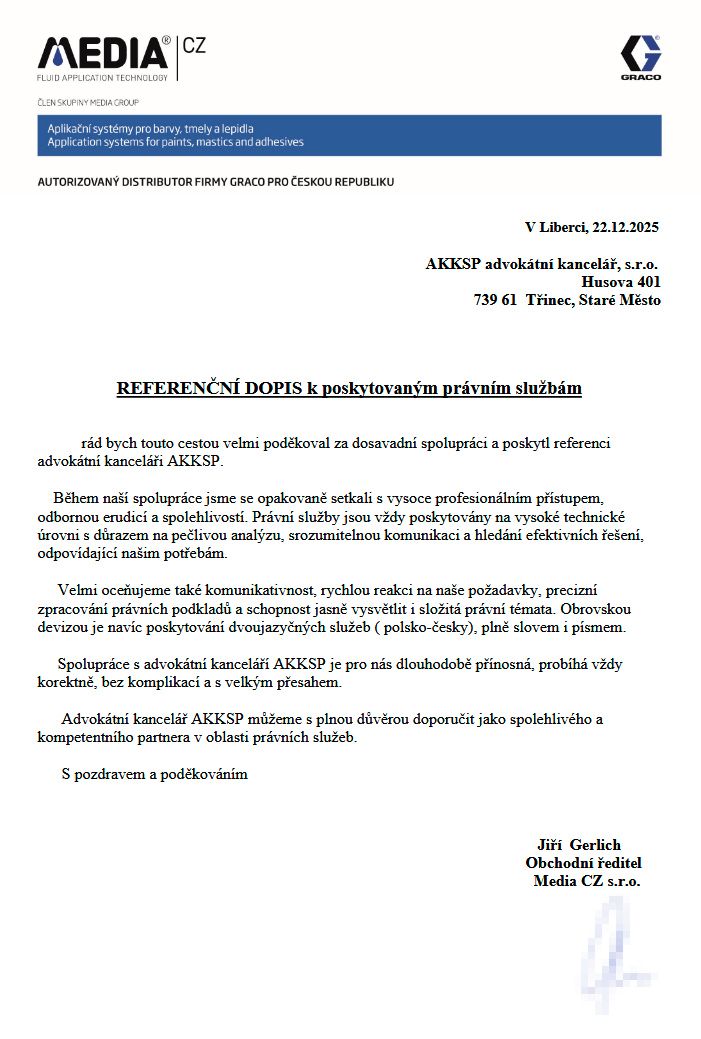 MEDIA® CZ
FLUID APPLICATION TECHNOLOGY
GRACO
ČLEN SKUPINY MEDIA GROUP
Aplikační systémy pro barvy, tmely a lepidla
Application systems for paints, mastics and adhesives
AUTORIZOVANÝ DISTRIBUTOR FIRMY GRACO PRO ČESKOU REPUBLIKU
V Liberci, 22.12.2025
AKKSP advokátní kancelář, s.r.o.
Husova 401
739 61 Třinec, Staré Město
REFERENČNÍ DOPIS k poskytovaným právním službám
rád bych touto cestou velmi poděkoval za dosavadní spolupráci a poskytl referenci
advokátní kanceláři AKKSP.
Během naší spolupráce jsme se opakovaně setkali s vysoce profesionálním přístupem,
odbornou erudicí a spolehlivostí. Právní služby jsou vždy poskytovány na vysoké technické
úrovni s důrazem na pečlivou analýzu, srozumitelnou komunikaci a hledání efektivních řešení,
odpovídající našim potřebám.
Velmi oceňujeme také komunikativnost, rychlou reakci na naše požadavky, precizní
zpracování právních podkladů a schopnost jasně vysvětlit i složitá právní témata. Obrovskou
devizou je navíc poskytování dvoujazyčných služeb ( polsko-česky), plně slovem i písmem.
Spolupráce s advokátní kanceláří AKKSP je pro nás dlouhodobě přínosná, probíhá vždy
korektně, bez komplikací a s velkým přesahem.
Advokátní kancelář AKKSP můžeme s plnou důvěrou doporučit jako spolehlivého a
kompetentního partnera v oblasti právních služeb.
S pozdravem a poděkováním
Jiří Gerlich
Obchodní ředitel
Media CZ s.r.o.